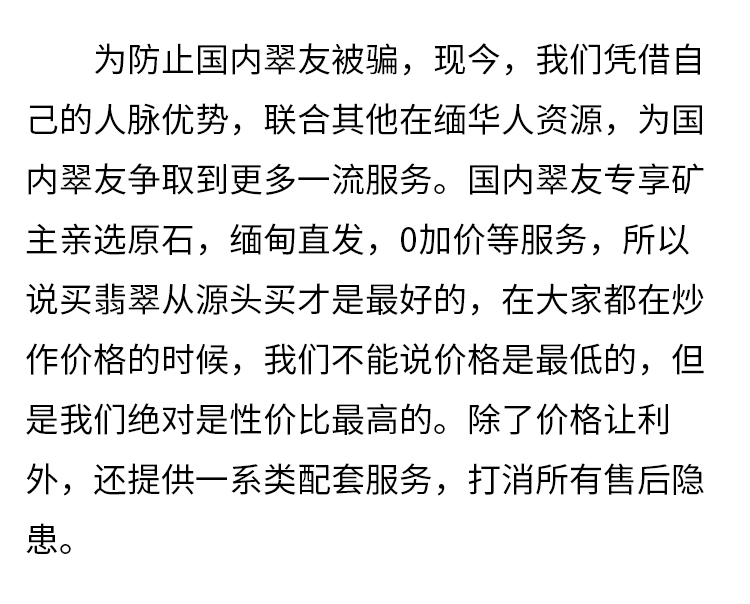 为防止国内翠友被骗，现今，我们凭借自
己的人脉优势，联合其他在缅华人资源，为国
内翠友争取到更多一流服务。国内翠友专享矿
主亲选原石，缅甸直发，0加价等服务，所以
说买翡翠从源头买才是最好的，在大家都在炒
作价格的时候，我们不能说价格是最低的，但
是我们绝对是性价比最高的。除了价格让利
外，还提供一系类配套服务，打消所有售后隐
患。